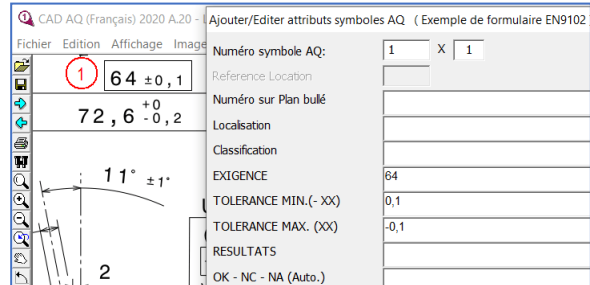 CAD AQ (Français) 2020 A.20 -
Ajouter/Editer attributs symboles AQ ( Exemple de formulaire EN9102
Fichier Edition Affichage Image
Numéro symbole AQ: 1 X 1
1 64 ±0,1
Reference Location
72,6 +0 -0,2
Numéro sur Plan bullé
Localisation
Classification
11° ±1°
EXIGENCE 64
TOLERANCE MIN.(- XX) 0,1
TOLERANCE MAX. (XX) -0,1
RESULTATS
2
OK - NC - NA (Auto.)